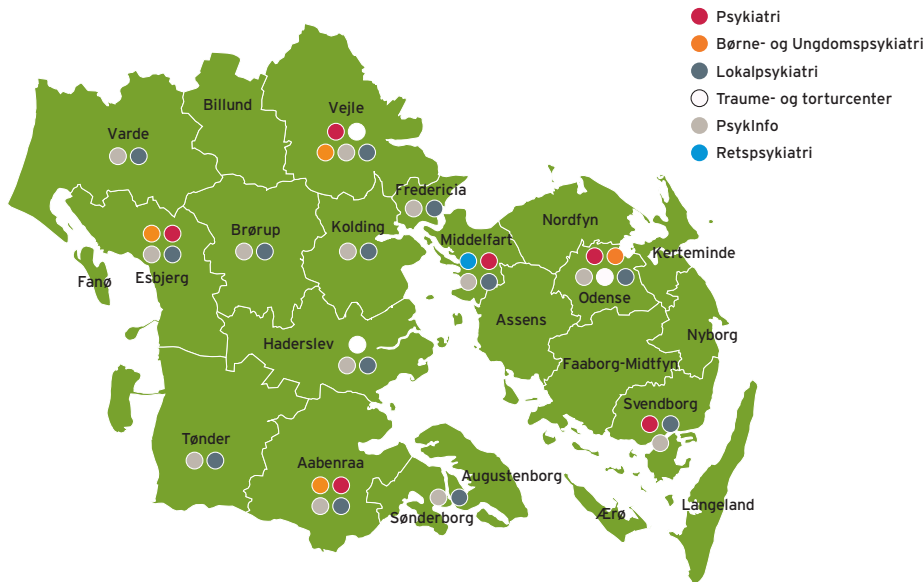 Psykiatri
Børne- og Ungdomspsykiatri
Lokalpsykiatri
Traume- og torturcenter
PsykInfo
Retspsykiatri
Billund
Vejle
Varde
Fredericia
Nordfyn
Brørup
Kolding
Middelfart
Kerteminde
Fanø
Esbjerg
Odense
Assens
Nyborg
Haderslev
Faaborg-Midtfyn
Svendborg
Tønder
Aabenraa
Augustenborg
Sønderborg
Ærø
Langeland